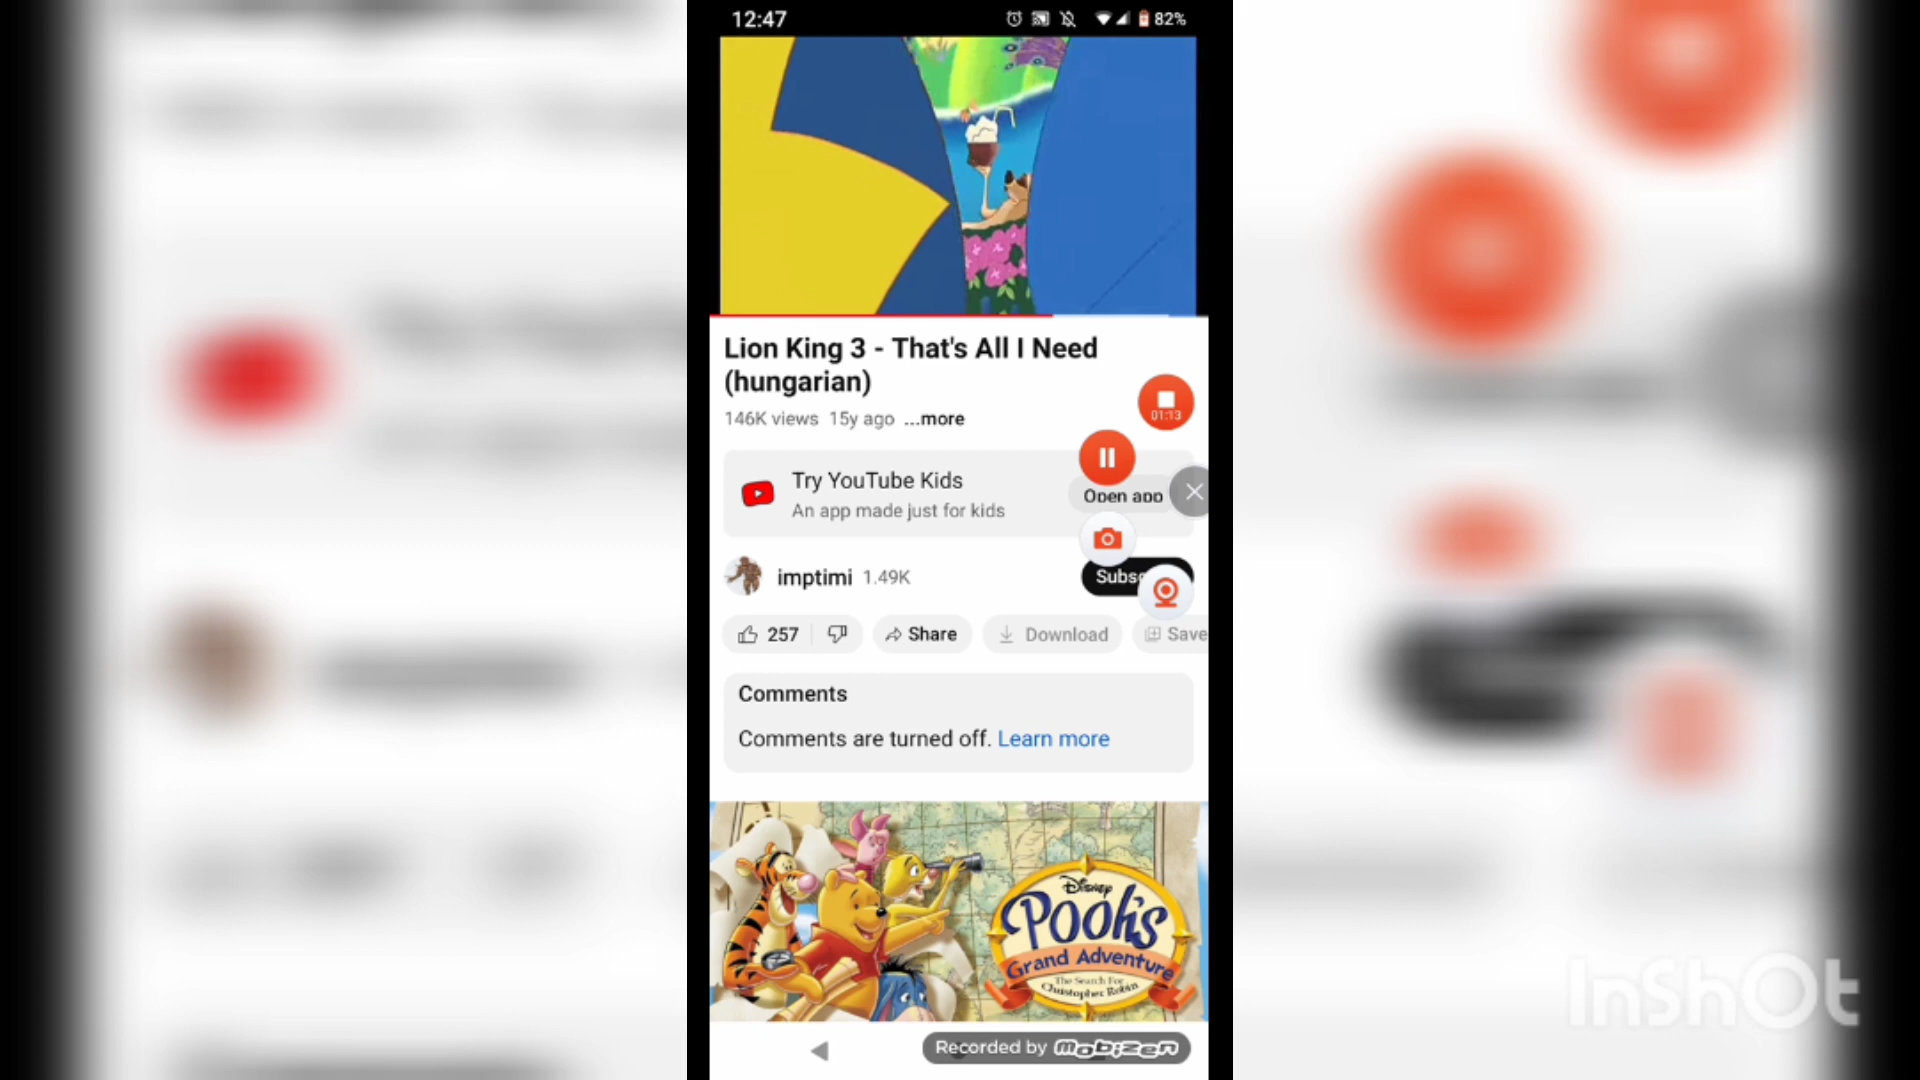 12:47
82%
Lion King 3 - That's All I Need
(hungarian)
146K views 15y ago ...more
01:13
Try YouTube Kids
An app made just for kids
Open app
imptimi 1.49K
Subsc
257
Share
Download
Save
Comments
Comments are turned off. Learn more
Disney
Pooh's
Grand Adventure
The Search For
Christopher Robin
Recorded by mobizen
InShOt